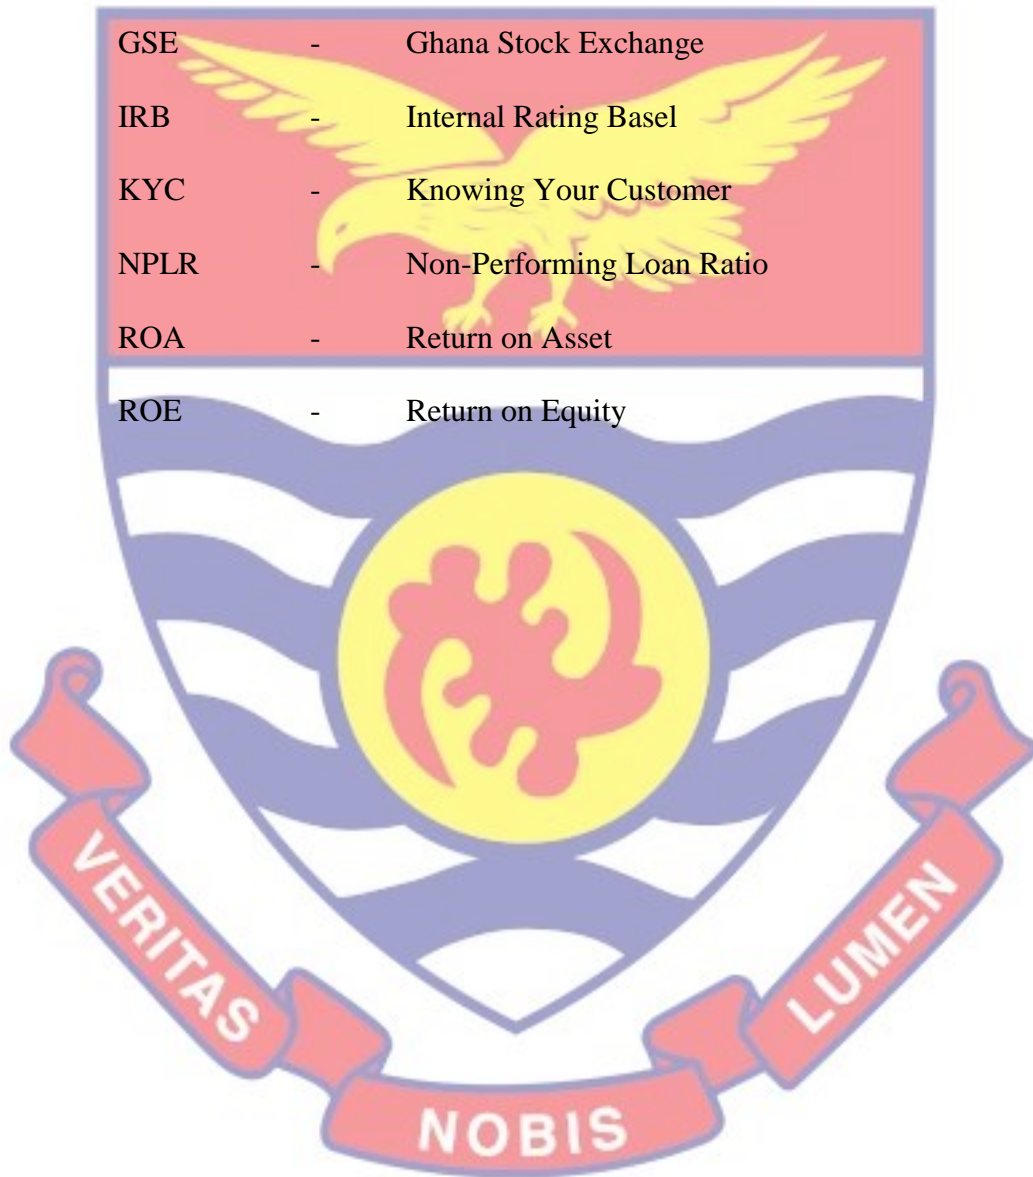 GSE - Ghana Stock Exchange
IRB - Internal Rating Basel
KYC - Knowing Your Customer
NPLR - Non-Performing Loan Ratio
ROA - Return on Asset
ROE - Return on Equity
VERITAS
NOBIS
LUMEN